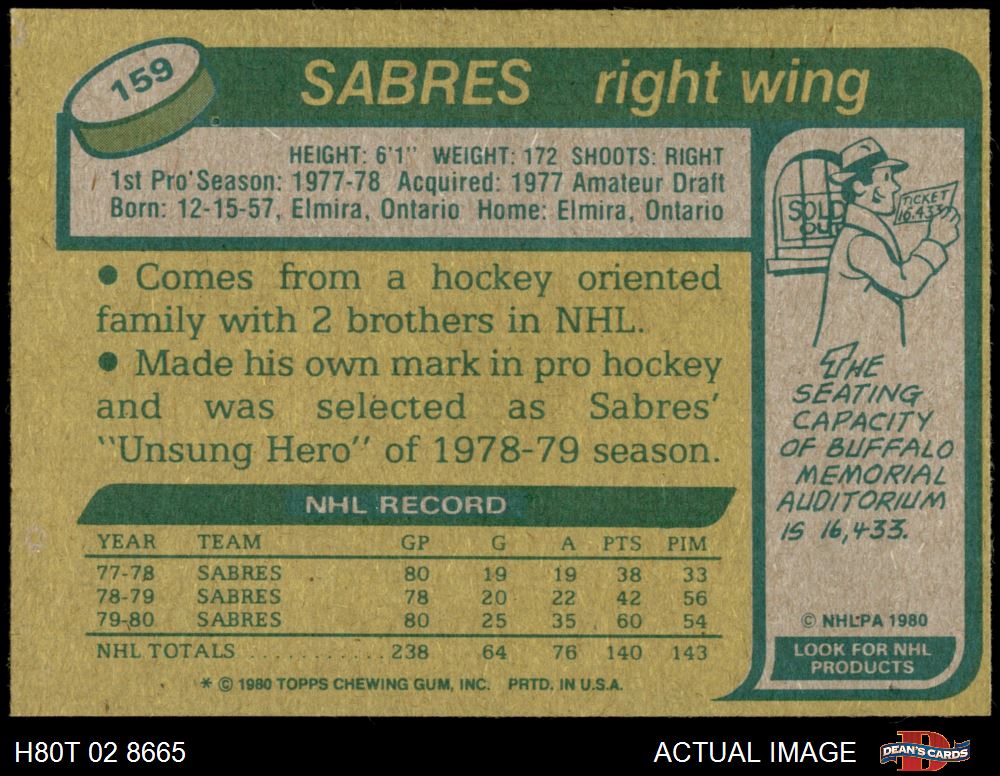 159
SABRES right wing
HEIGHT: 6'1" WEIGHT: 172 SHOOTS: RIGHT
1st Pro Season: 1977-78 Acquired: 1977 Amateur Draft
Born: 12-15-57, Elmira, Ontario Home: Elmira, Ontario
● Comes from a hockey oriented
family with 2 brothers in NHL.
● Made his own mark in pro hockey
and was selected as Sabres'
"Unsung Hero" of 1978-79 season.
NHL RECORD
YEAR TEAM GP G A PTS PIM
77-78 SABRES 80 19 19 38 33
78-79 SABRES 78 20 22 42 56
79-80 SABRES 80 25 35 60 54
NHL TOTALS ............ 238 64 76 140 143
* © 1980 TOPPS CHEWING GUM, INC. PRTD. IN U.S.A.
SOLD
OUT
TICKET
16,433
THE
SEATING
CAPACITY
OF BUFFALO
MEMORIAL
AUDITORIUM
IS 16,433.
© NHLPA 1980
LOOK FOR NHL
PRODUCTS
H80T 02 8665
ACTUAL IMAGE
DEAN'S CARDS